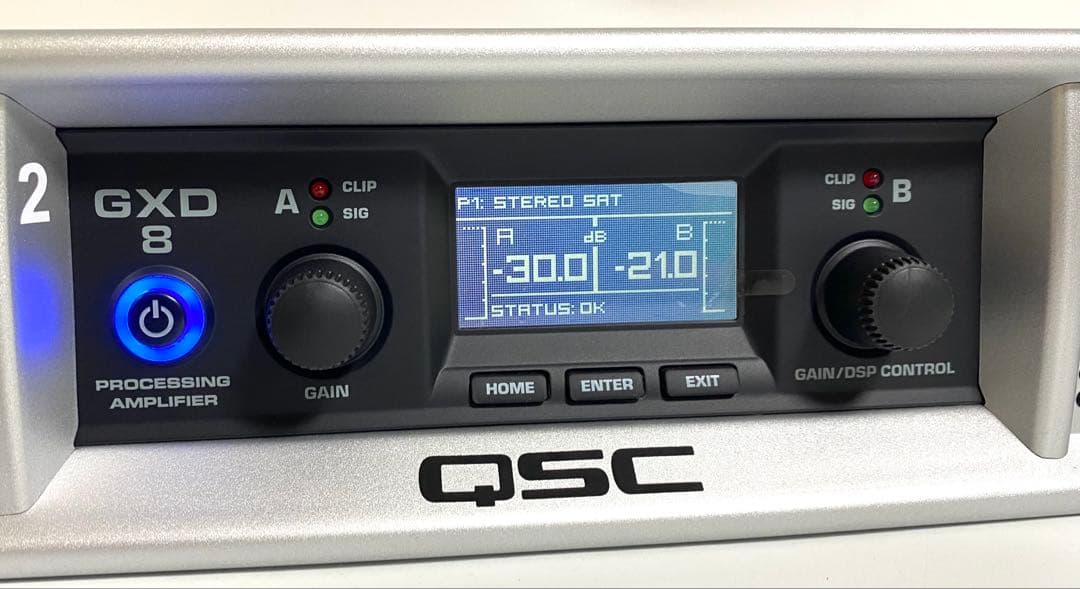 2
GXD
8
PROCESSING
AMPLIFIER
A
CLIP
SIG
GAIN
P1: STEREO SAT
A dB B
-30.0 -21.0
STATUS: OK
HOME ENTER EXIT
CLIP
SIG
B
GAIN/DSP CONTROL
QSC